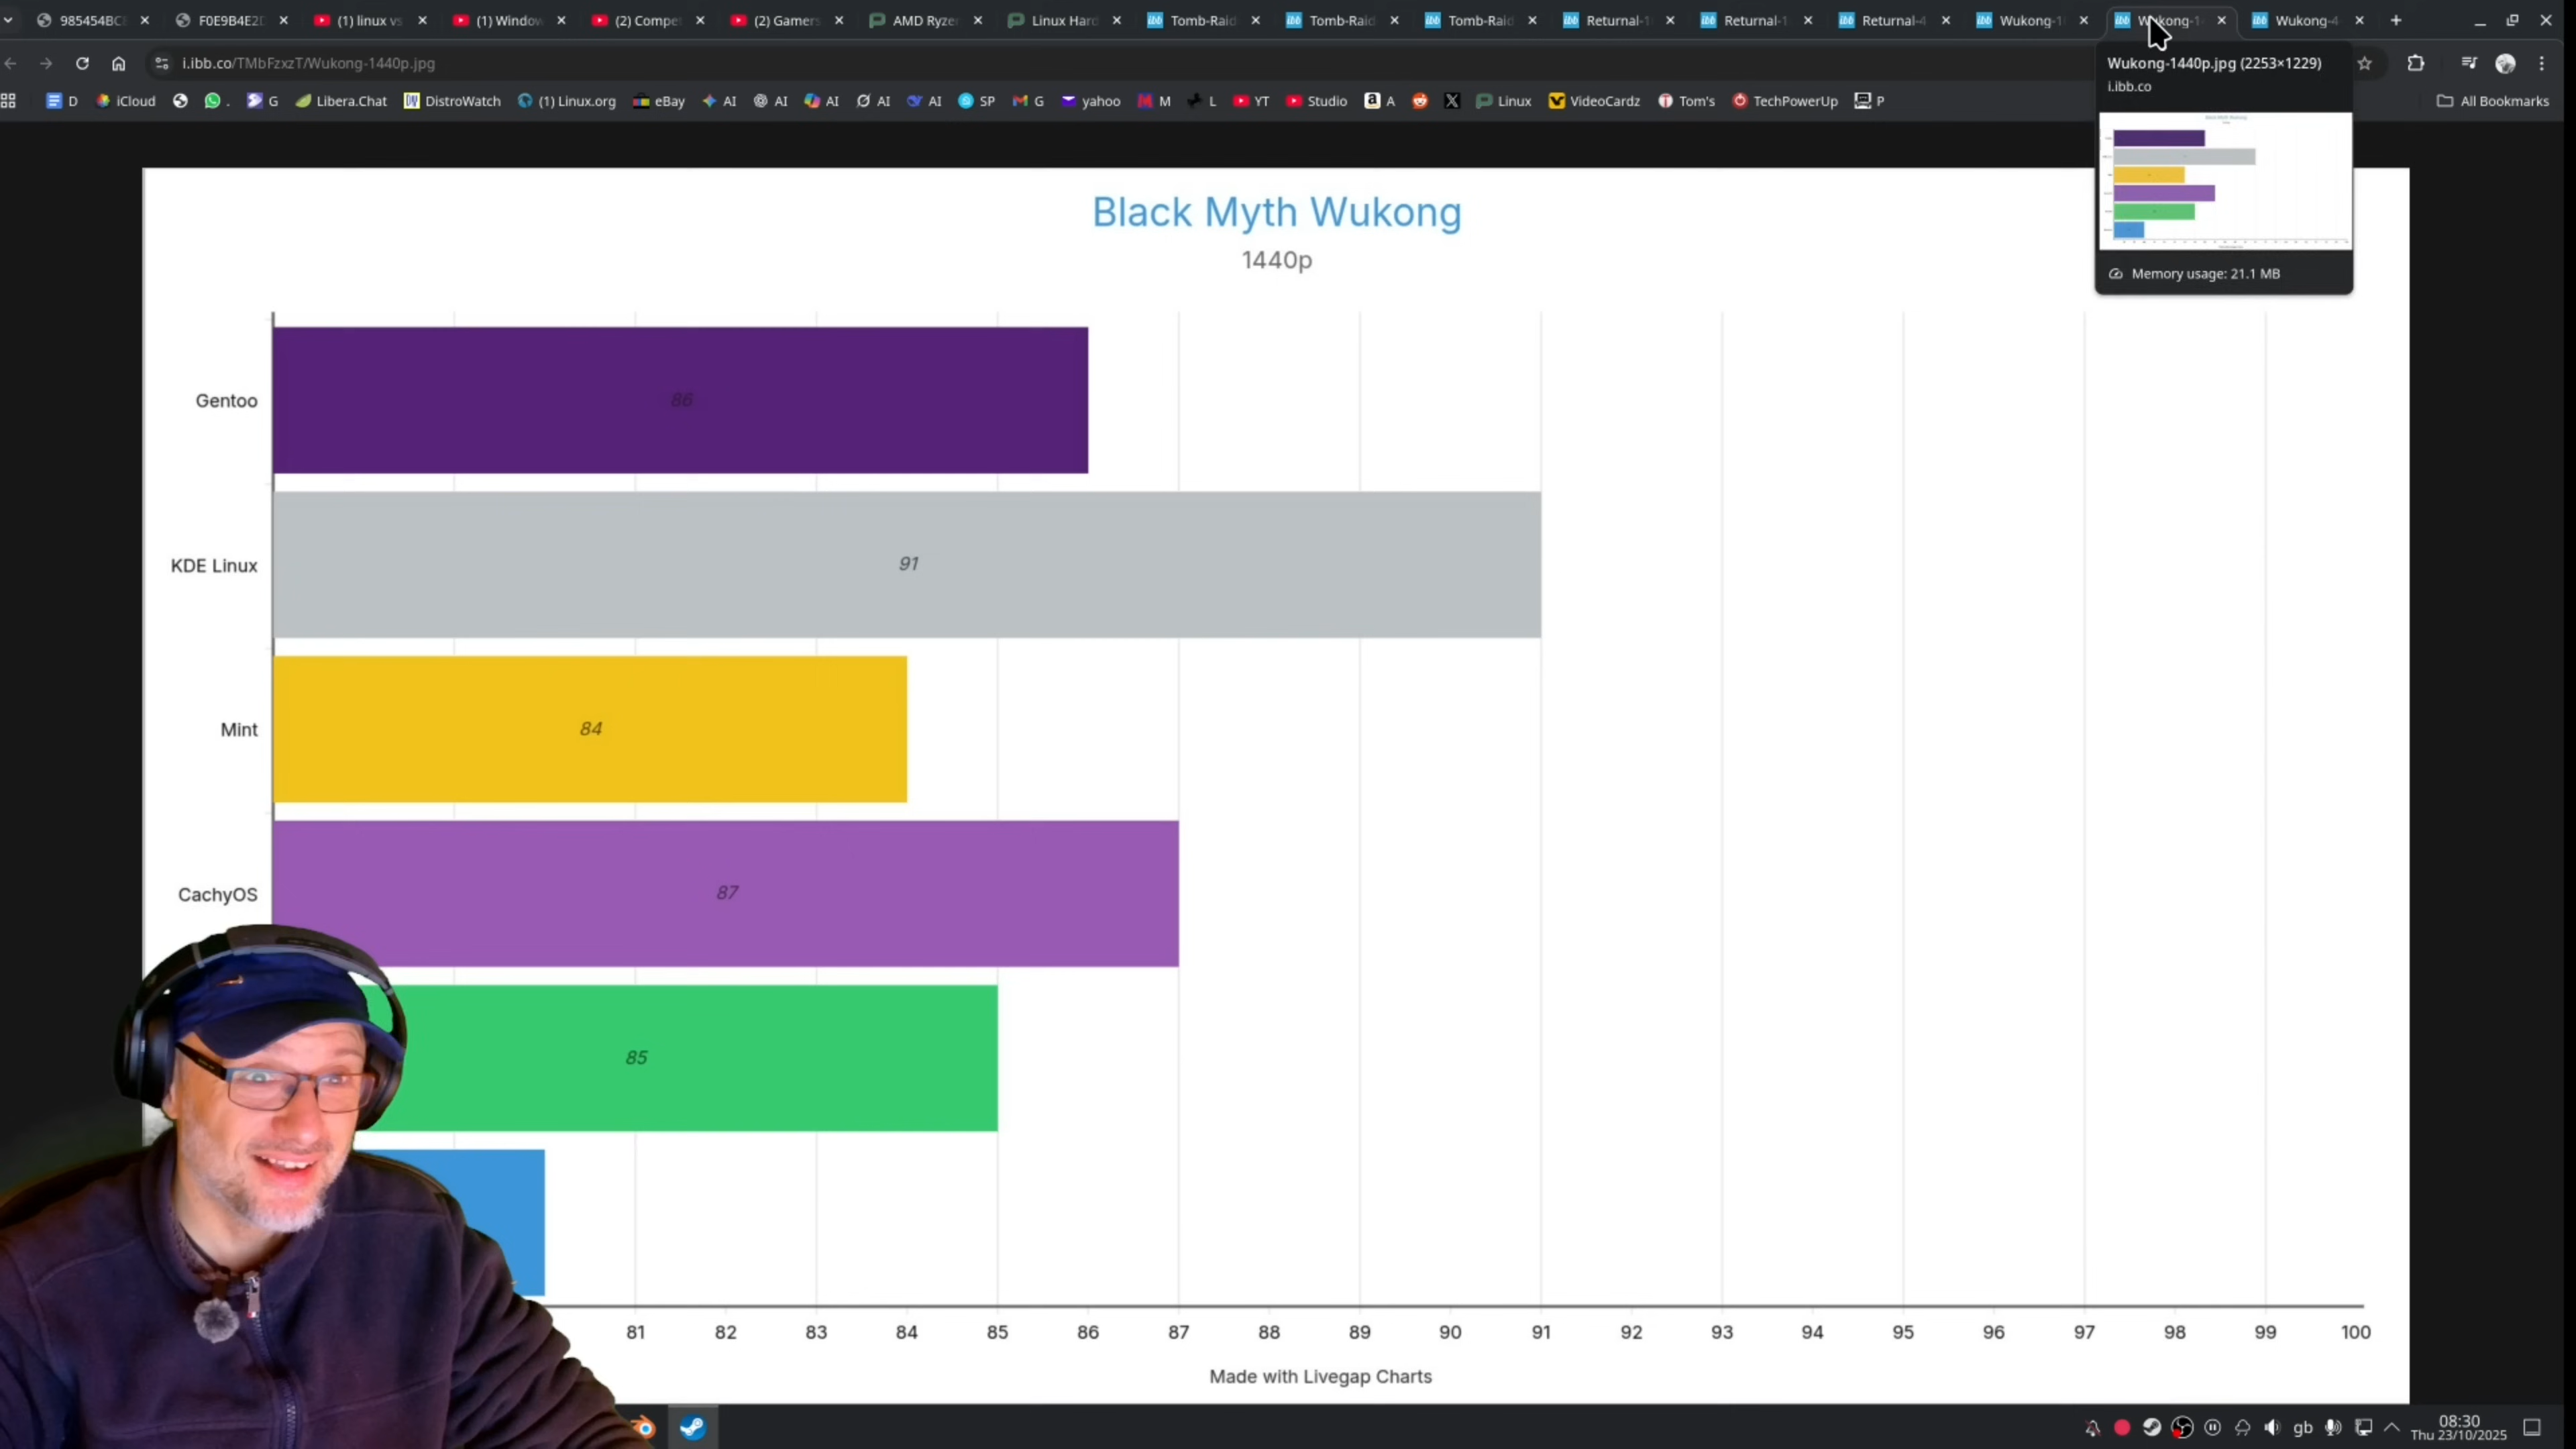 985454BC
F0E9B4E2
(1) linux vs
(1) Window
(2) Compe
(2) Gamers
AMD Ryze
Linux Hard
Tomb-Raid
Tomb-Raid
Tomb-Raid
Returnal-1
Returnal-1
Returnal-4
Wukong-1
Wukong-1
Wukong-4
i.ibb.co/TMbFzxzT/Wukong-1440p.jpg
D
iCloud
.
G
Libera.Chat
DistroWatch
(1) Linux.org
eBay
AI
AI
AI
AI
AI
SP
G
yahoo
M
L
YT
Studio
A
Linux
VideoCardz
Tom's
TechPowerUp
P
All Bookmarks
Wukong-1440p.jpg (2253×1229)
i.ibb.co
Memory usage: 21.1 MB
Black Myth Wukong
1440p
Gentoo
86
KDE Linux
91
Mint
84
CachyOS
87
85
81 82 83 84 85 86 87 88 89 90 91 92 93 94 95 96 97 98 99 100
Made with Livegap Charts
gb
08:30
Thu 23/10/2025